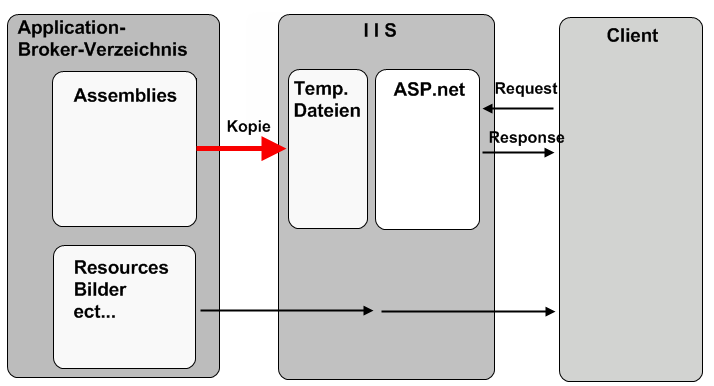 Application-
Broker-Verzeichnis
Assemblies
Resources
Bilder
ect...
Kopie
I I S
Temp.
Dateien
ASP.net
Request
Response
Client